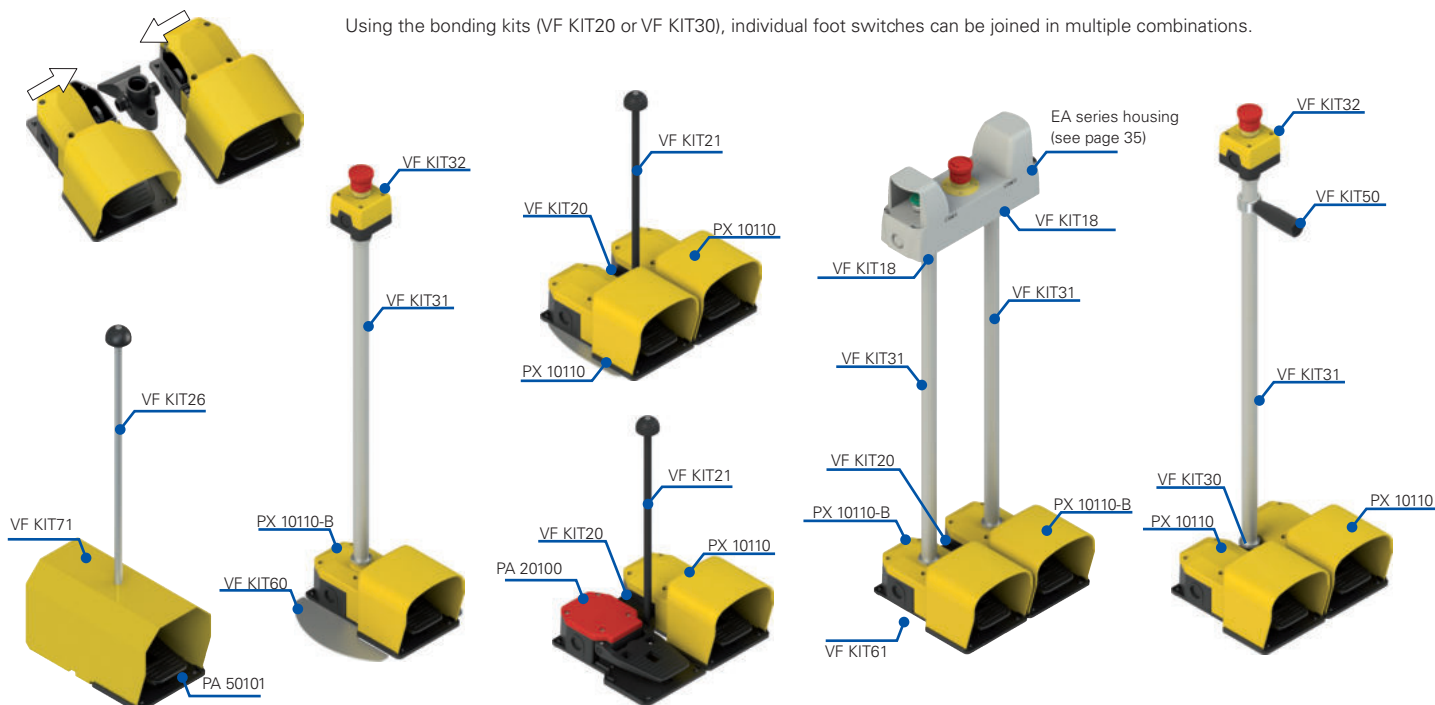 Using the bonding kits (VF KIT20 or VF KIT30), individual foot switches can be joined in multiple combinations.
VF KIT26
VF KIT71
PA 50101
VF KIT32
VF KIT31
PX 10110-B
VF KIT60
VF KIT21
VF KIT20
PX 10110
PX 10110
VF KIT21
VF KIT20
PX 10110
PA 20100
EA series housing
(see page 35)
VF KIT18
VF KIT18
VF KIT31
VF KIT31
VF KIT20
PX 10110-B
PX 10110-B
VF KIT61
VF KIT32
VF KIT50
VF KIT31
VF KIT30
PX 10110
PX 10110